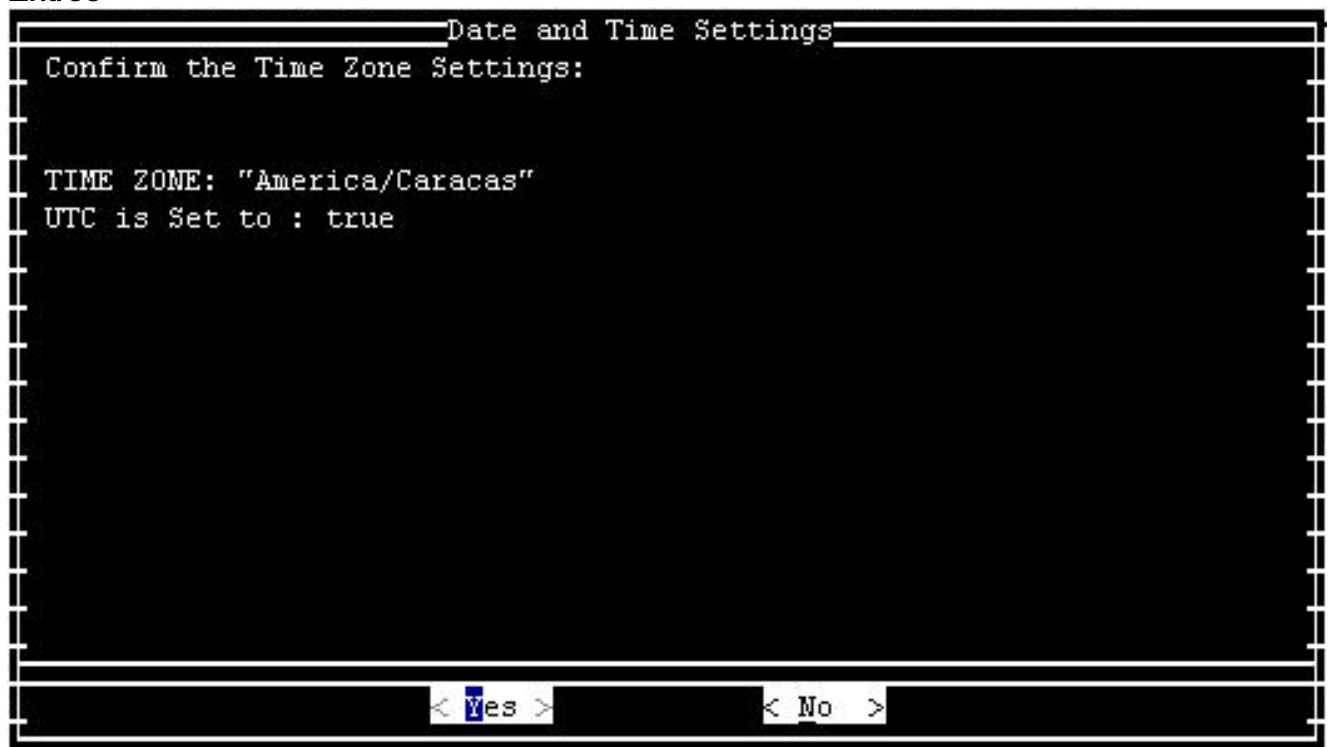 Date and Time Settings
Confirm the Time Zone Settings:
TIME ZONE: "America/Caracas"
UTC is Set to : true
< Yes > < No >